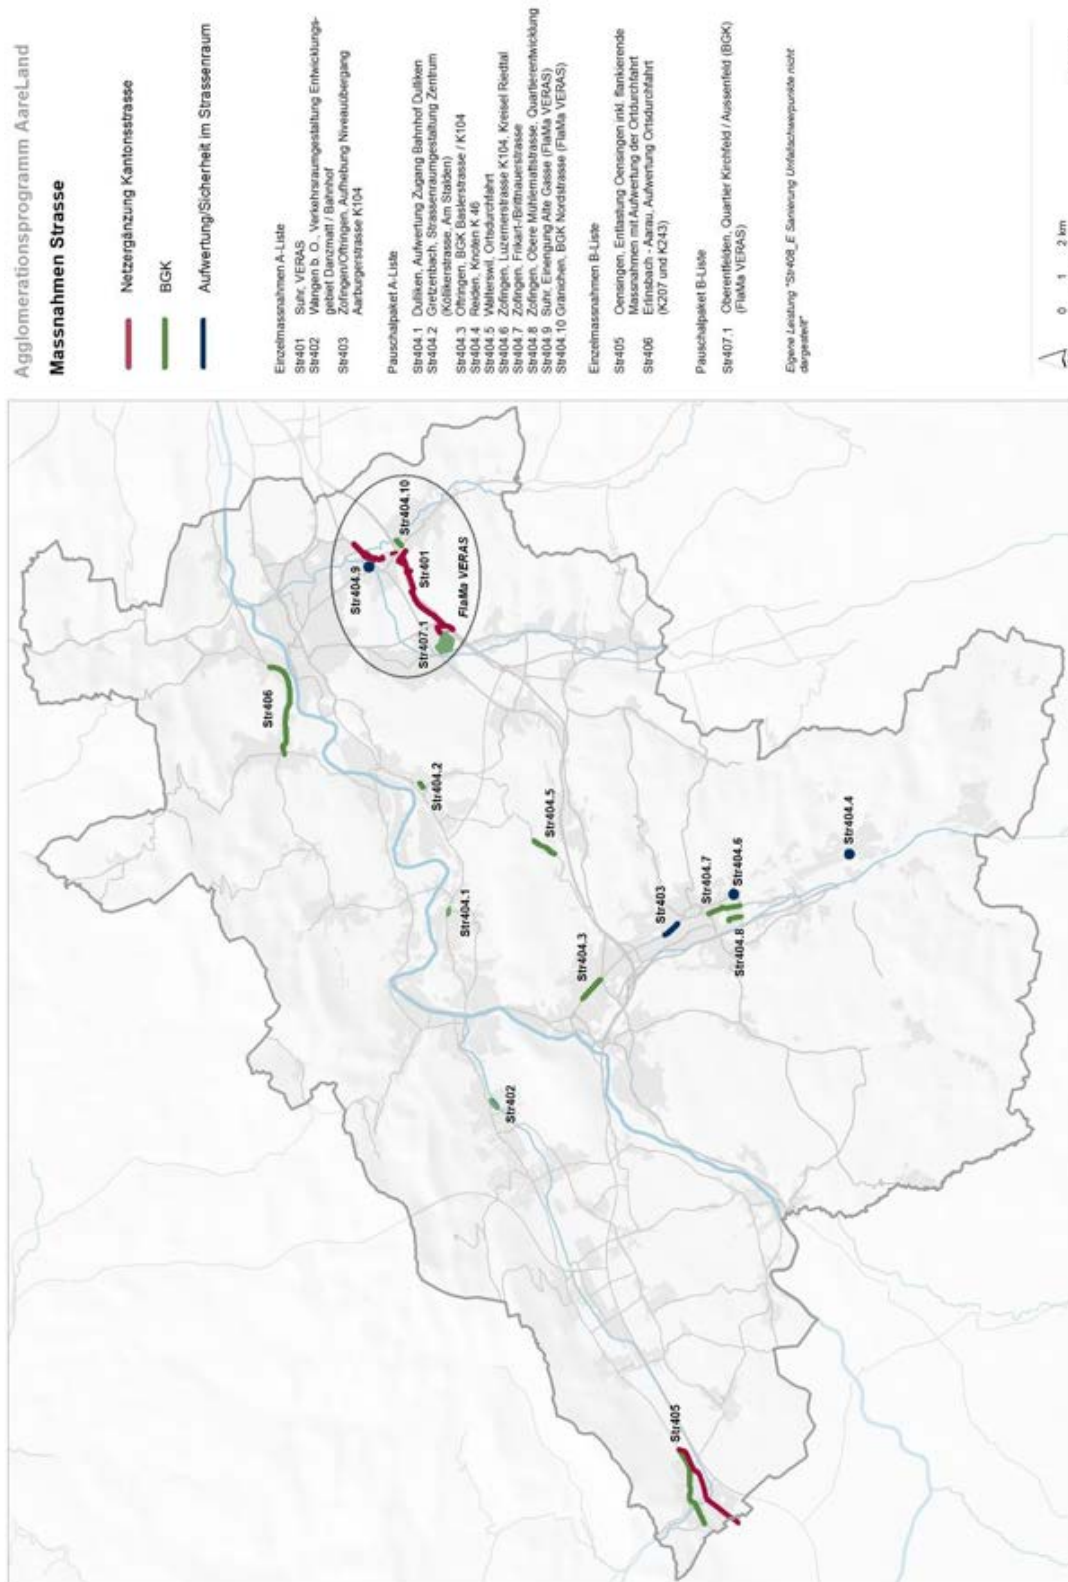 Agglomerationsprogramm AareLand
Massnahmen Strasse
Netzergänzung Kantonsstrasse
BGK
Aufwertung/Sicherheit im Strassenraum
Einzelmassnahmen A-Liste
Str401 Suhr, VERAS
Str402 Wangen b. O., Verkehrsraumgestaltung Entwicklungs-
gebiet Danzmatt / Bahnhof
Str403 Zofingen/Oftringen, Aufhebung Niveauübergang
Aarburgerstrasse K104
Pauschalpaket A-Liste
Str404.1 Dulliken, Aufwertung Zugang Bahnhof Dulliken
Str404.2 Gretzenbach, Strassenraumgestaltung Zentrum
(Köllikerstrasse, Am Stalden)
Str404.3 Oftringen, BGK Baslerstrasse / K104
Str404.4 Reiden, Knoten K 46
Str404.5 Walterswil, Ortsdurchfahrt
Str404.6 Zofingen, Luzernerstrasse K104, Kreisel Riedtal
Str404.7 Zofingen, Frikart-/Brittnauerstrasse
Str404.8 Zofingen, Obere Mühlemattstrasse, Quartierentwicklung
Str404.9 Suhr, Einengung Alte Gasse (FlaMa VERAS)
Str404.10 Gränichen, BGK Nordstrasse (FlaMa VERAS)
Einzelmassnahmen B-Liste
Str405 Oensingen, Entlastung Oensingen inkl. flankierende
Massnahmen mit Aufwertung der Ortdurchfahrt
Str406 Erlinsbach - Aarau, Aufwertung Ortsdurchfahrt
(K207 und K243)
Pauschalpaket B-Liste
Str407.1 Oberentfelden, Quartier Kirchfeld / Aussenfeld (BGK)
(FlaMa VERAS)
Eigene Leistung "Str408_E Sanierung Unfallschwerpunkte nicht
dargestellt"
0 1 2 km
Str404.9
Str404.10
Str401
FlaMa VERAS
Str407.1
Str406
Str404.2
Str404.5
Str404.1
Str404.7
Str404.6
Str404.4
Str403
Str404.8
Str404.3
Str402
Str405